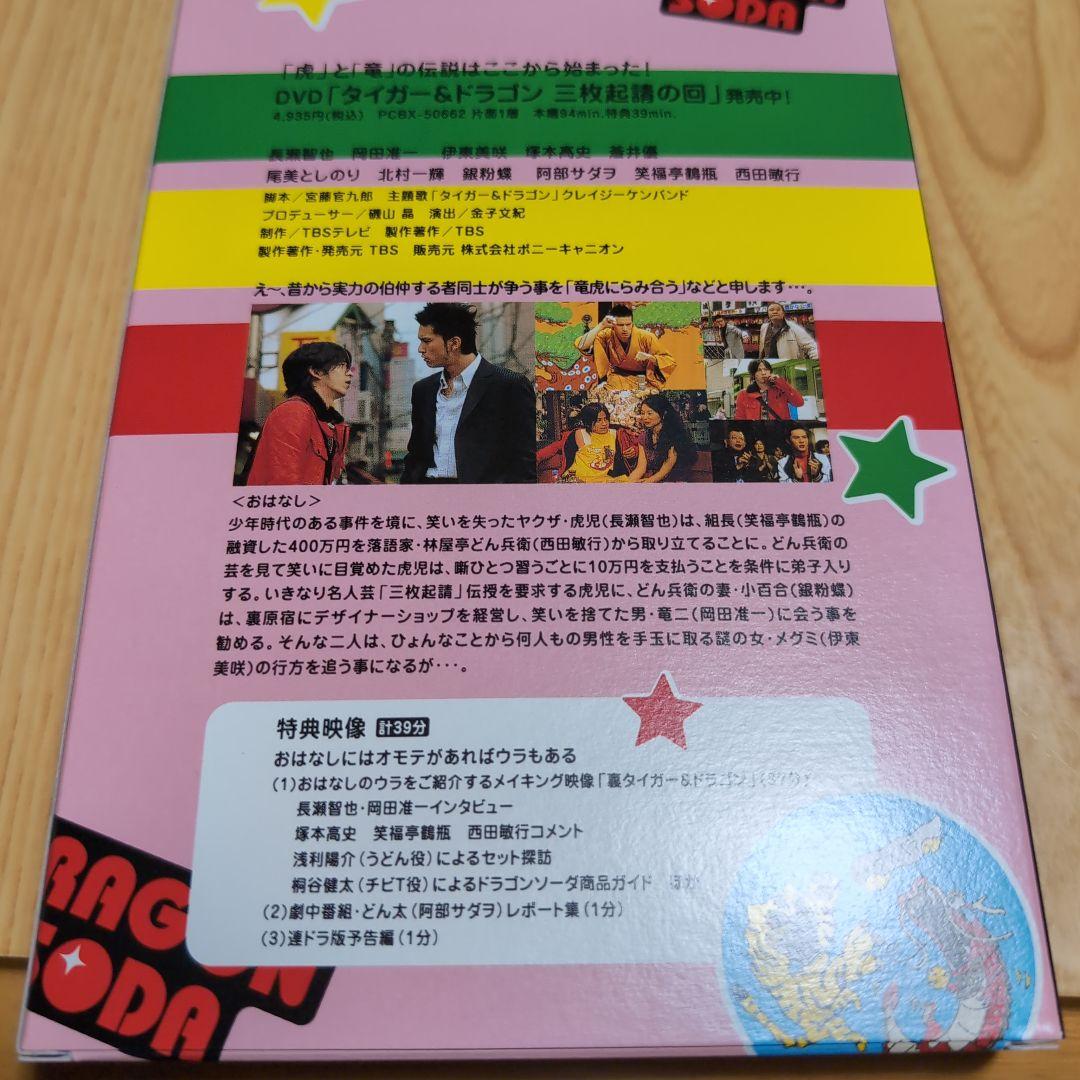 SODA
「虎」と「竜」の伝説はここから始まった!
DVD「タイガー&ドラゴン 三枚起請の回」発売中!
4,935円(税込) PCBX-50662 片面1層 本編94min.特典39min.
長瀬智也 岡田准一 伊東美咲 塚本高史 蒼井優
尾美としのり 北村一輝 銀粉蝶 阿部サダヲ 笑福亭鶴瓶 西田敏行
脚本/宮藤官九郎 主題歌「タイガー&ドラゴン」クレイジーケンバンド
プロデューサー/磯山 晶 演出/金子文紀
制作/TBSテレビ 製作著作/TBS
製作著作・発売元 TBS 販売元 株式会社ポニーキャニオン
え〜、昔から実力の伯仲する者同士が争う事を「竜虎にらみ合う」などと申します・・・。
<おはなし>
少年時代のある事件を境に、笑いを失ったヤクザ・虎児(長瀬智也)は、組長(笑福亭鶴瓶)の
融資した400万円を落語家・林屋亭どん兵衛(西田敏行)から取り立てることに。どん兵衛の
芸を見て笑いに目覚めた虎児は、噺ひとつ習うごとに10万円を支払うことを条件に弟子入り
する。いきなり名人芸「三枚起請」伝授を要求する虎児に、どん兵衛の妻・小百合(銀粉蝶)
は、裏原宿にデザイナーショップを経営し、笑いを捨てた男・竜二(岡田准一)に会う事を
勧める。そんな二人は、ひょんなことから何人もの男性を手玉に取る謎の女・メグミ(伊東
美咲)の行方を追う事になるが・・・。
特典映像 計39分
おはなしにはオモテがあればウラもある
(1)おはなしのウラをご紹介するメイキング映像「裏タイガー&ドラゴン」(37分)
長瀬智也・岡田准一インタビュー
塚本高史 笑福亭鶴瓶 西田敏行コメント
浅利陽介(うどん役)によるセット探訪
桐谷健太(チビT役)によるドラゴンソーダ商品ガイド ほか
(2)劇中番組・どん太(阿部サダヲ)レポート集(1分)
(3)連ドラ版予告編(1分)
RAGON
SODA